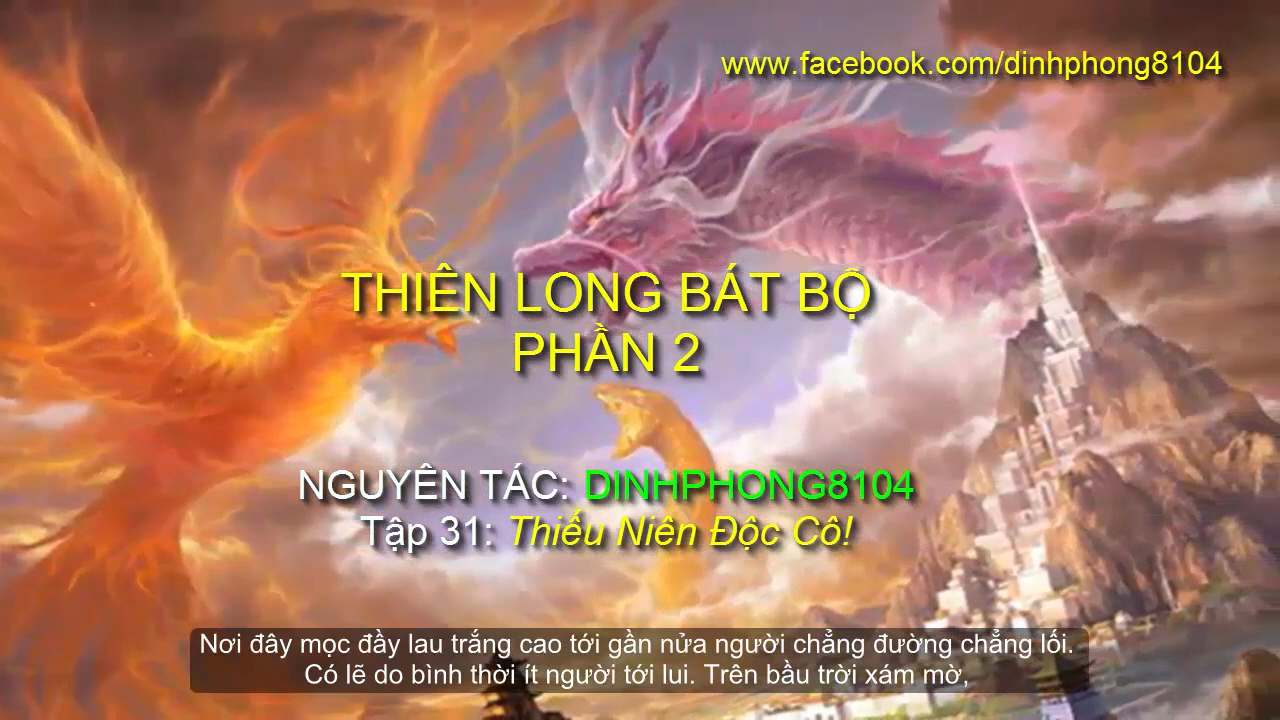 www.facebook.com/dinhphong8104
THIÊN LONG BÁT BỘ
PHẦN 2
NGUYÊN TÁC: DINHPHONG8104
Tập 31: Thiếu Niên Độc Cô!
Nơi đây mọc đầy lau trắng cao tới gần nửa người chẳng đường chẳng lối.
Có lẽ do bình thời ít người tới lui. Trên bầu trời xám mờ,